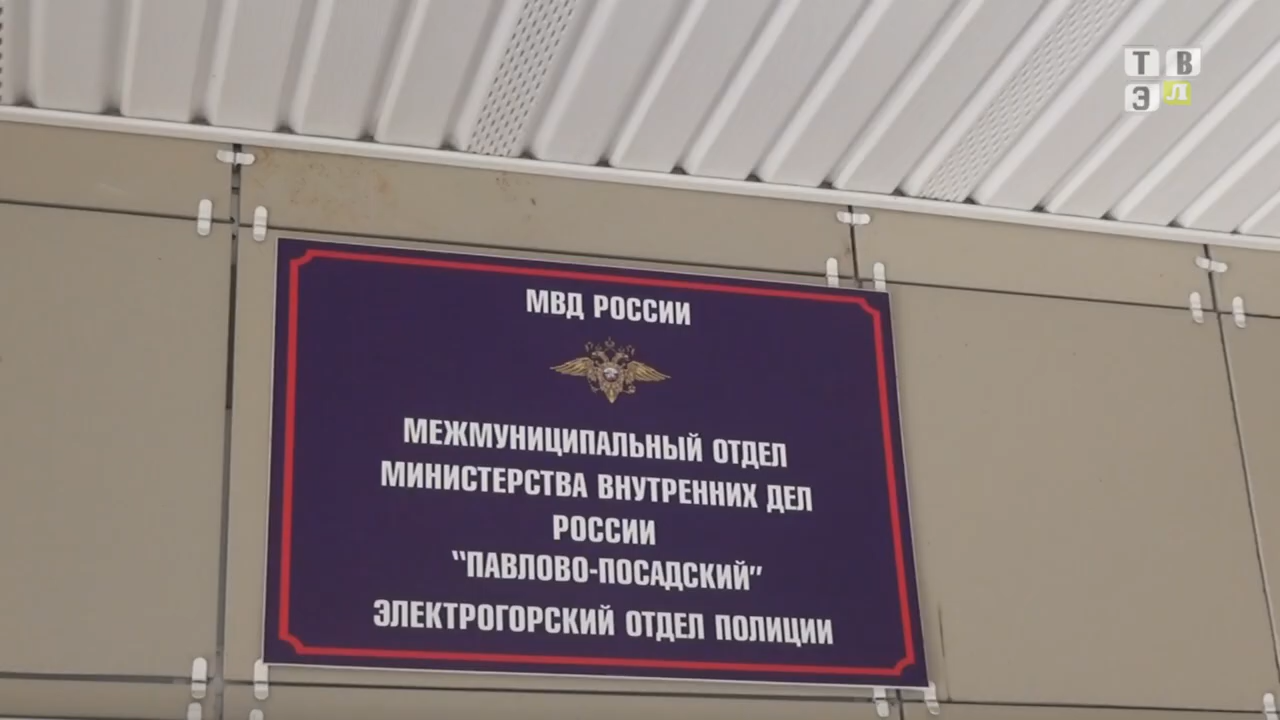 ТВ
ЭЛ
МВД РОССИИ
МЕЖМУНИЦИПАЛЬНЫЙ ОТДЕЛ
МИНИСТЕРСТВА ВНУТРЕННИХ ДЕЛ
РОССИИ
“ПАВЛОВО-ПОСАДСКИЙ”
ЭЛЕКТРОГОРСКИЙ ОТДЕЛ ПОЛИЦИИ